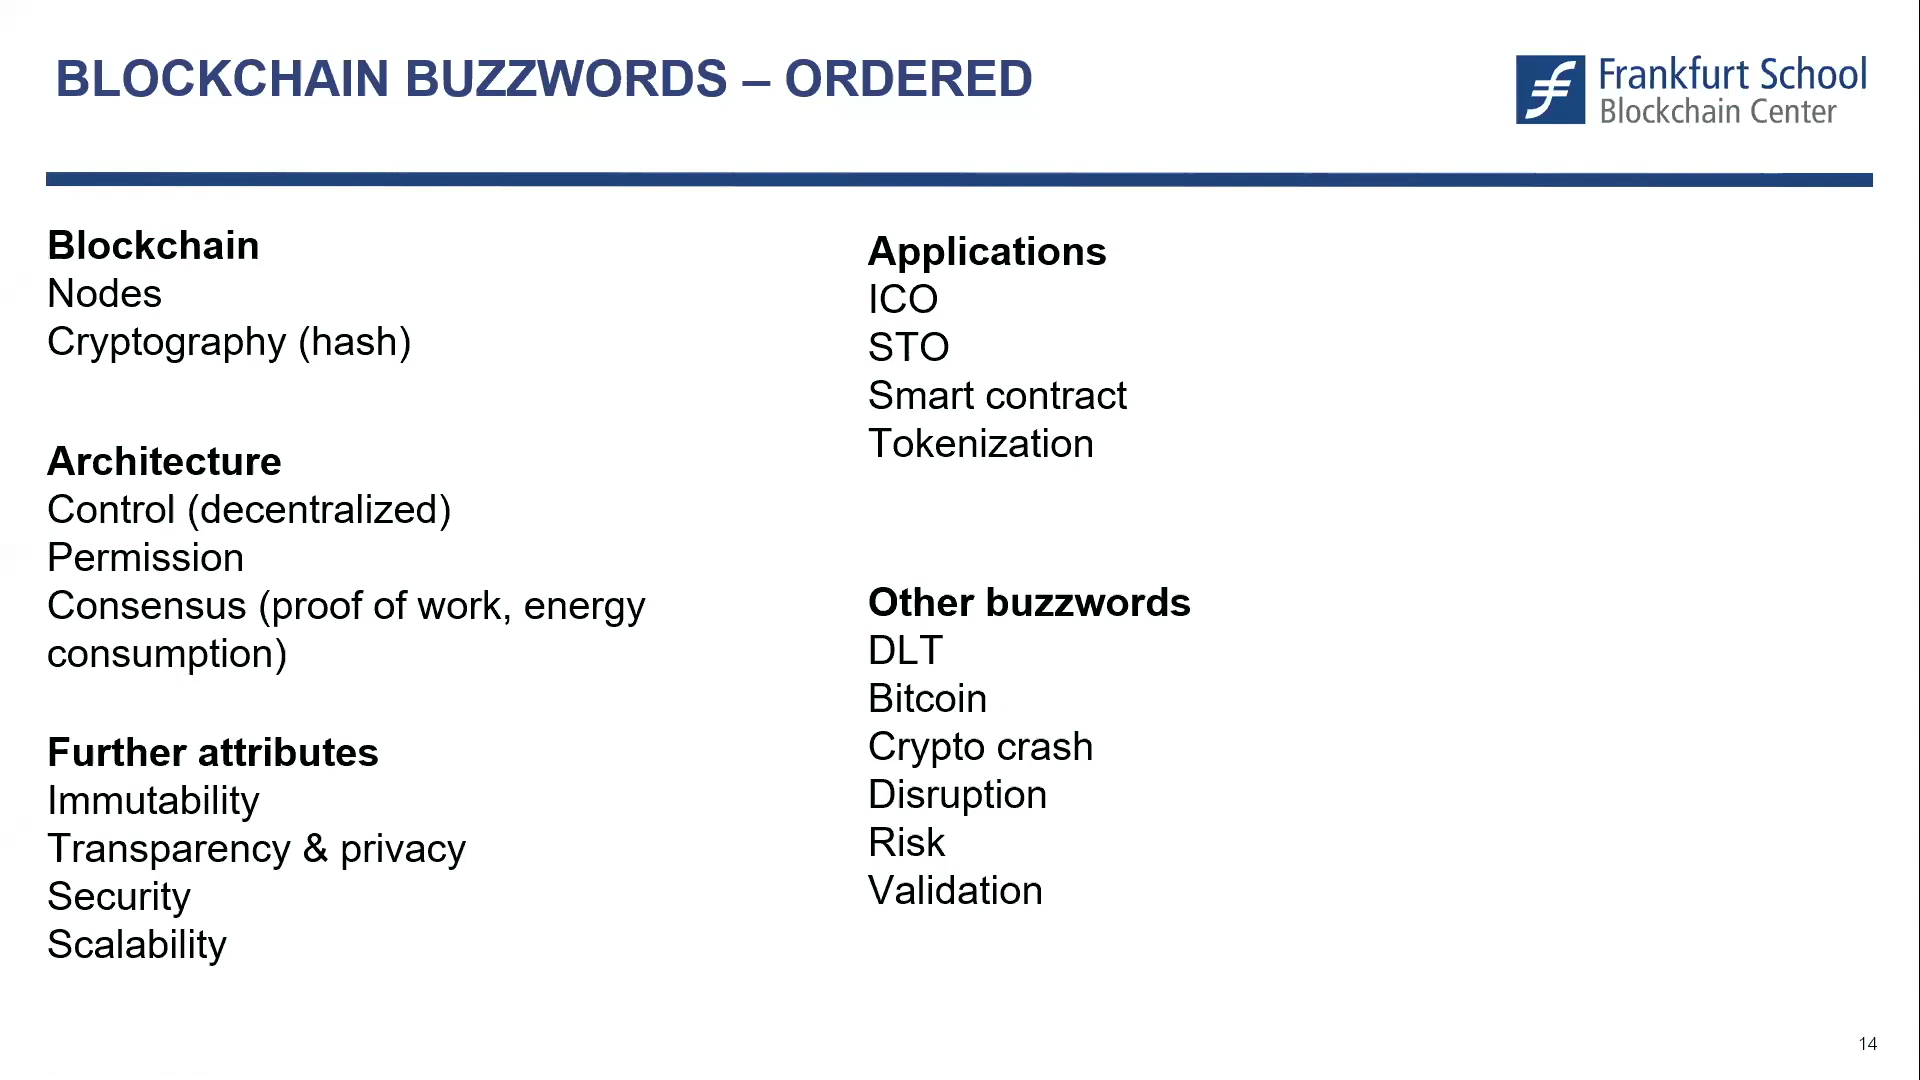 BLOCKCHAIN BUZZWORDS – ORDERED
Frankfurt School
Blockchain Center
Blockchain
Nodes
Cryptography (hash)
Architecture
Control (decentralized)
Permission
Consensus (proof of work, energy
consumption)
Further attributes
Immutability
Transparency & privacy
Security
Scalability
Applications
ICO
STO
Smart contract
Tokenization
Other buzzwords
DLT
Bitcoin
Crypto crash
Disruption
Risk
Validation
14